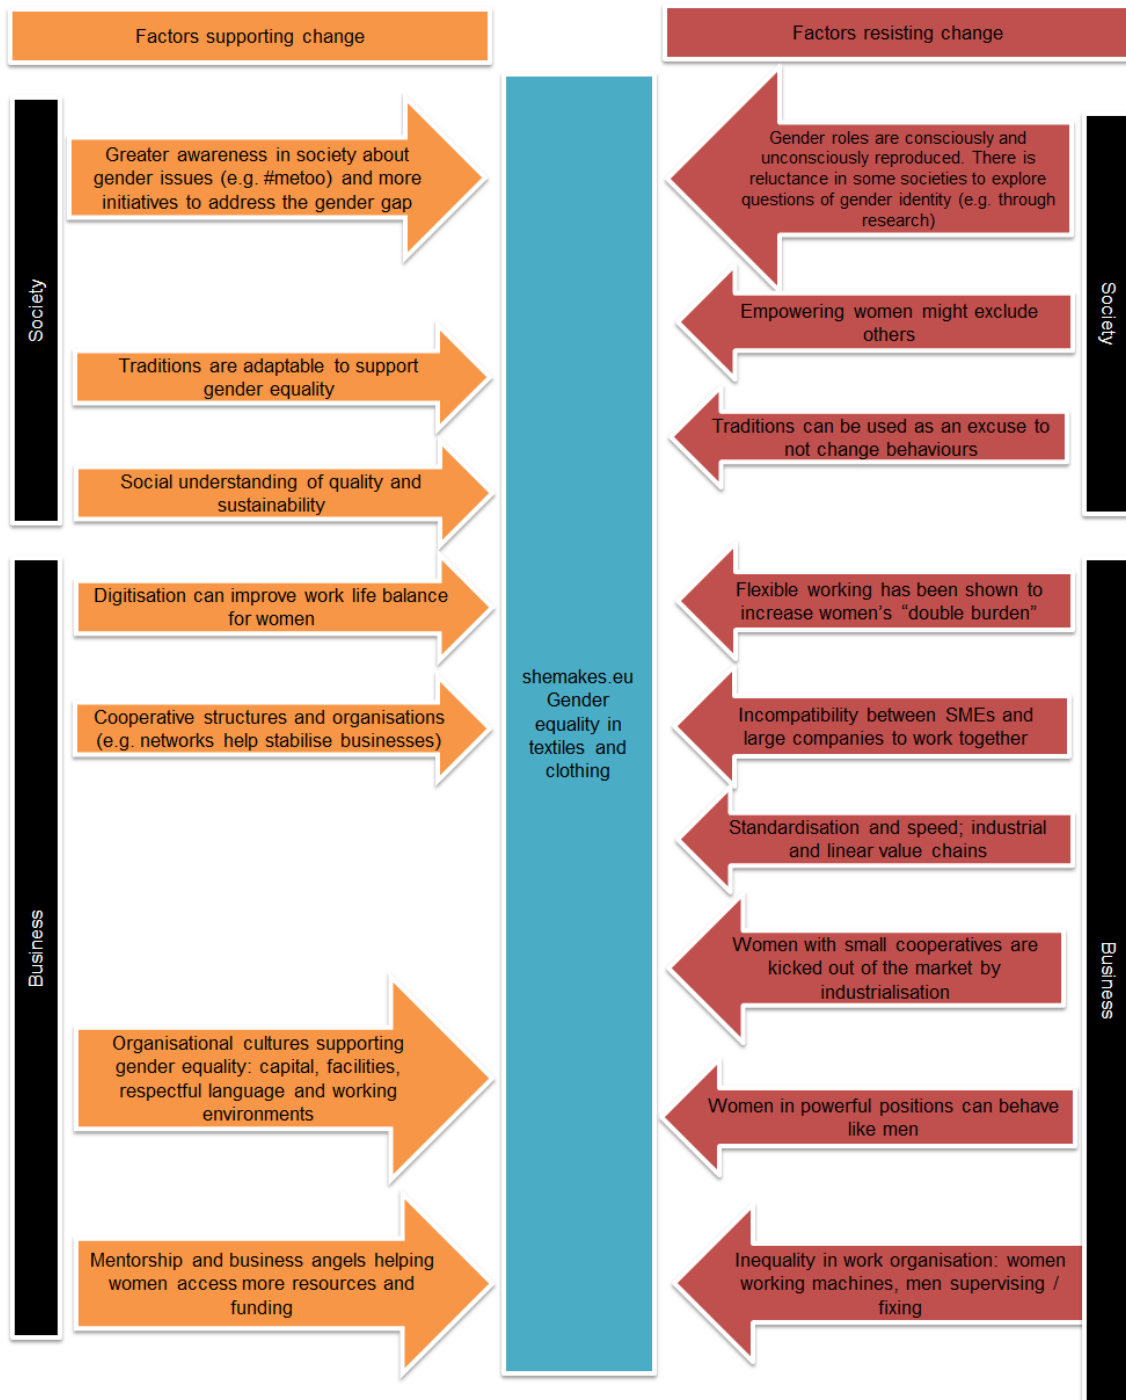 Factors supporting change
Factors resisting change
Society
Greater awareness in society about
gender issues (e.g. #metoo) and more
initiatives to address the gender gap
Traditions are adaptable to support
gender equality
Social understanding of quality and
sustainability
Business
Digitisation can improve work life balance
for women
Cooperative structures and organisations
(e.g. networks help stabilise businesses)
Organisational cultures supporting
gender equality: capital, facilities,
respectful language and working
environments
Mentorship and business angels helping
women access more resources and
funding
shemakes.eu
Gender
equality in
textiles and
clothing
Gender roles are consciously and
unconsciously reproduced. There is
reluctance in some societies to explore
questions of gender identity (e.g. through
research)
Empowering women might exclude
others
Traditions can be used as an excuse to
not change behaviours
Society
Flexible working has been shown to
increase women's “double burden”
Incompatibility between SMEs and
large companies to work together
Standardisation and speed; industrial
and linear value chains
Women with small cooperatives are
kicked out of the market by
industrialisation
Women in powerful positions can behave
like men
Inequality in work organisation: women
working machines, men supervising /
fixing
Business